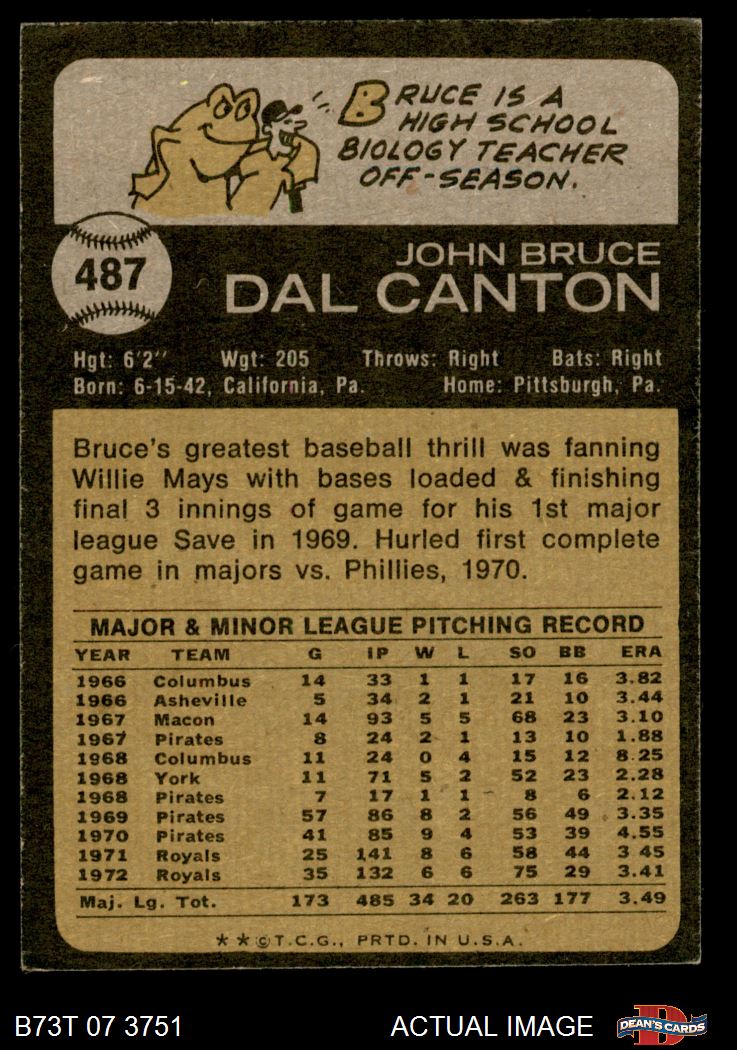 BRUCE IS A
HIGH SCHOOL
BIOLOGY TEACHER
OFF-SEASON.
487
JOHN BRUCE
DAL CANTON
Hgt: 6'2" Wgt: 205 Throws: Right Bats: Right
Born: 6-15-42, California, Pa. Home: Pittsburgh, Pa.
Bruce's greatest baseball thrill was fanning
Willie Mays with bases loaded & finishing
final 3 innings of game for his 1st major
league Save in 1969. Hurled first complete
game in majors vs. Phillies, 1970.
MAJOR & MINOR LEAGUE PITCHING RECORD
YEAR TEAM G IP W L SO BB ERA
1966 Columbus 14 33 1 1 17 16 3.82
1966 Asheville 5 34 2 1 21 10 3.44
1967 Macon 14 93 5 5 68 23 3.10
1967 Pirates 8 24 2 1 13 10 1.88
1968 Columbus 11 24 0 4 15 12 8.25
1968 York 11 71 5 2 52 23 2.28
1968 Pirates 7 17 1 1 8 6 2.12
1969 Pirates 57 86 8 2 56 49 3.35
1970 Pirates 41 85 9 4 53 39 4.55
1971 Royals 25 141 8 6 58 44 3 45
1972 Royals 35 132 6 6 75 29 3.41
Maj. Lg. Tot. 173 485 34 20 263 177 3.49
★ ★ © T.C.G., PRTD. IN U.S.A.
B73T 07 3751 ACTUAL IMAGE D DEAN'S CARDS